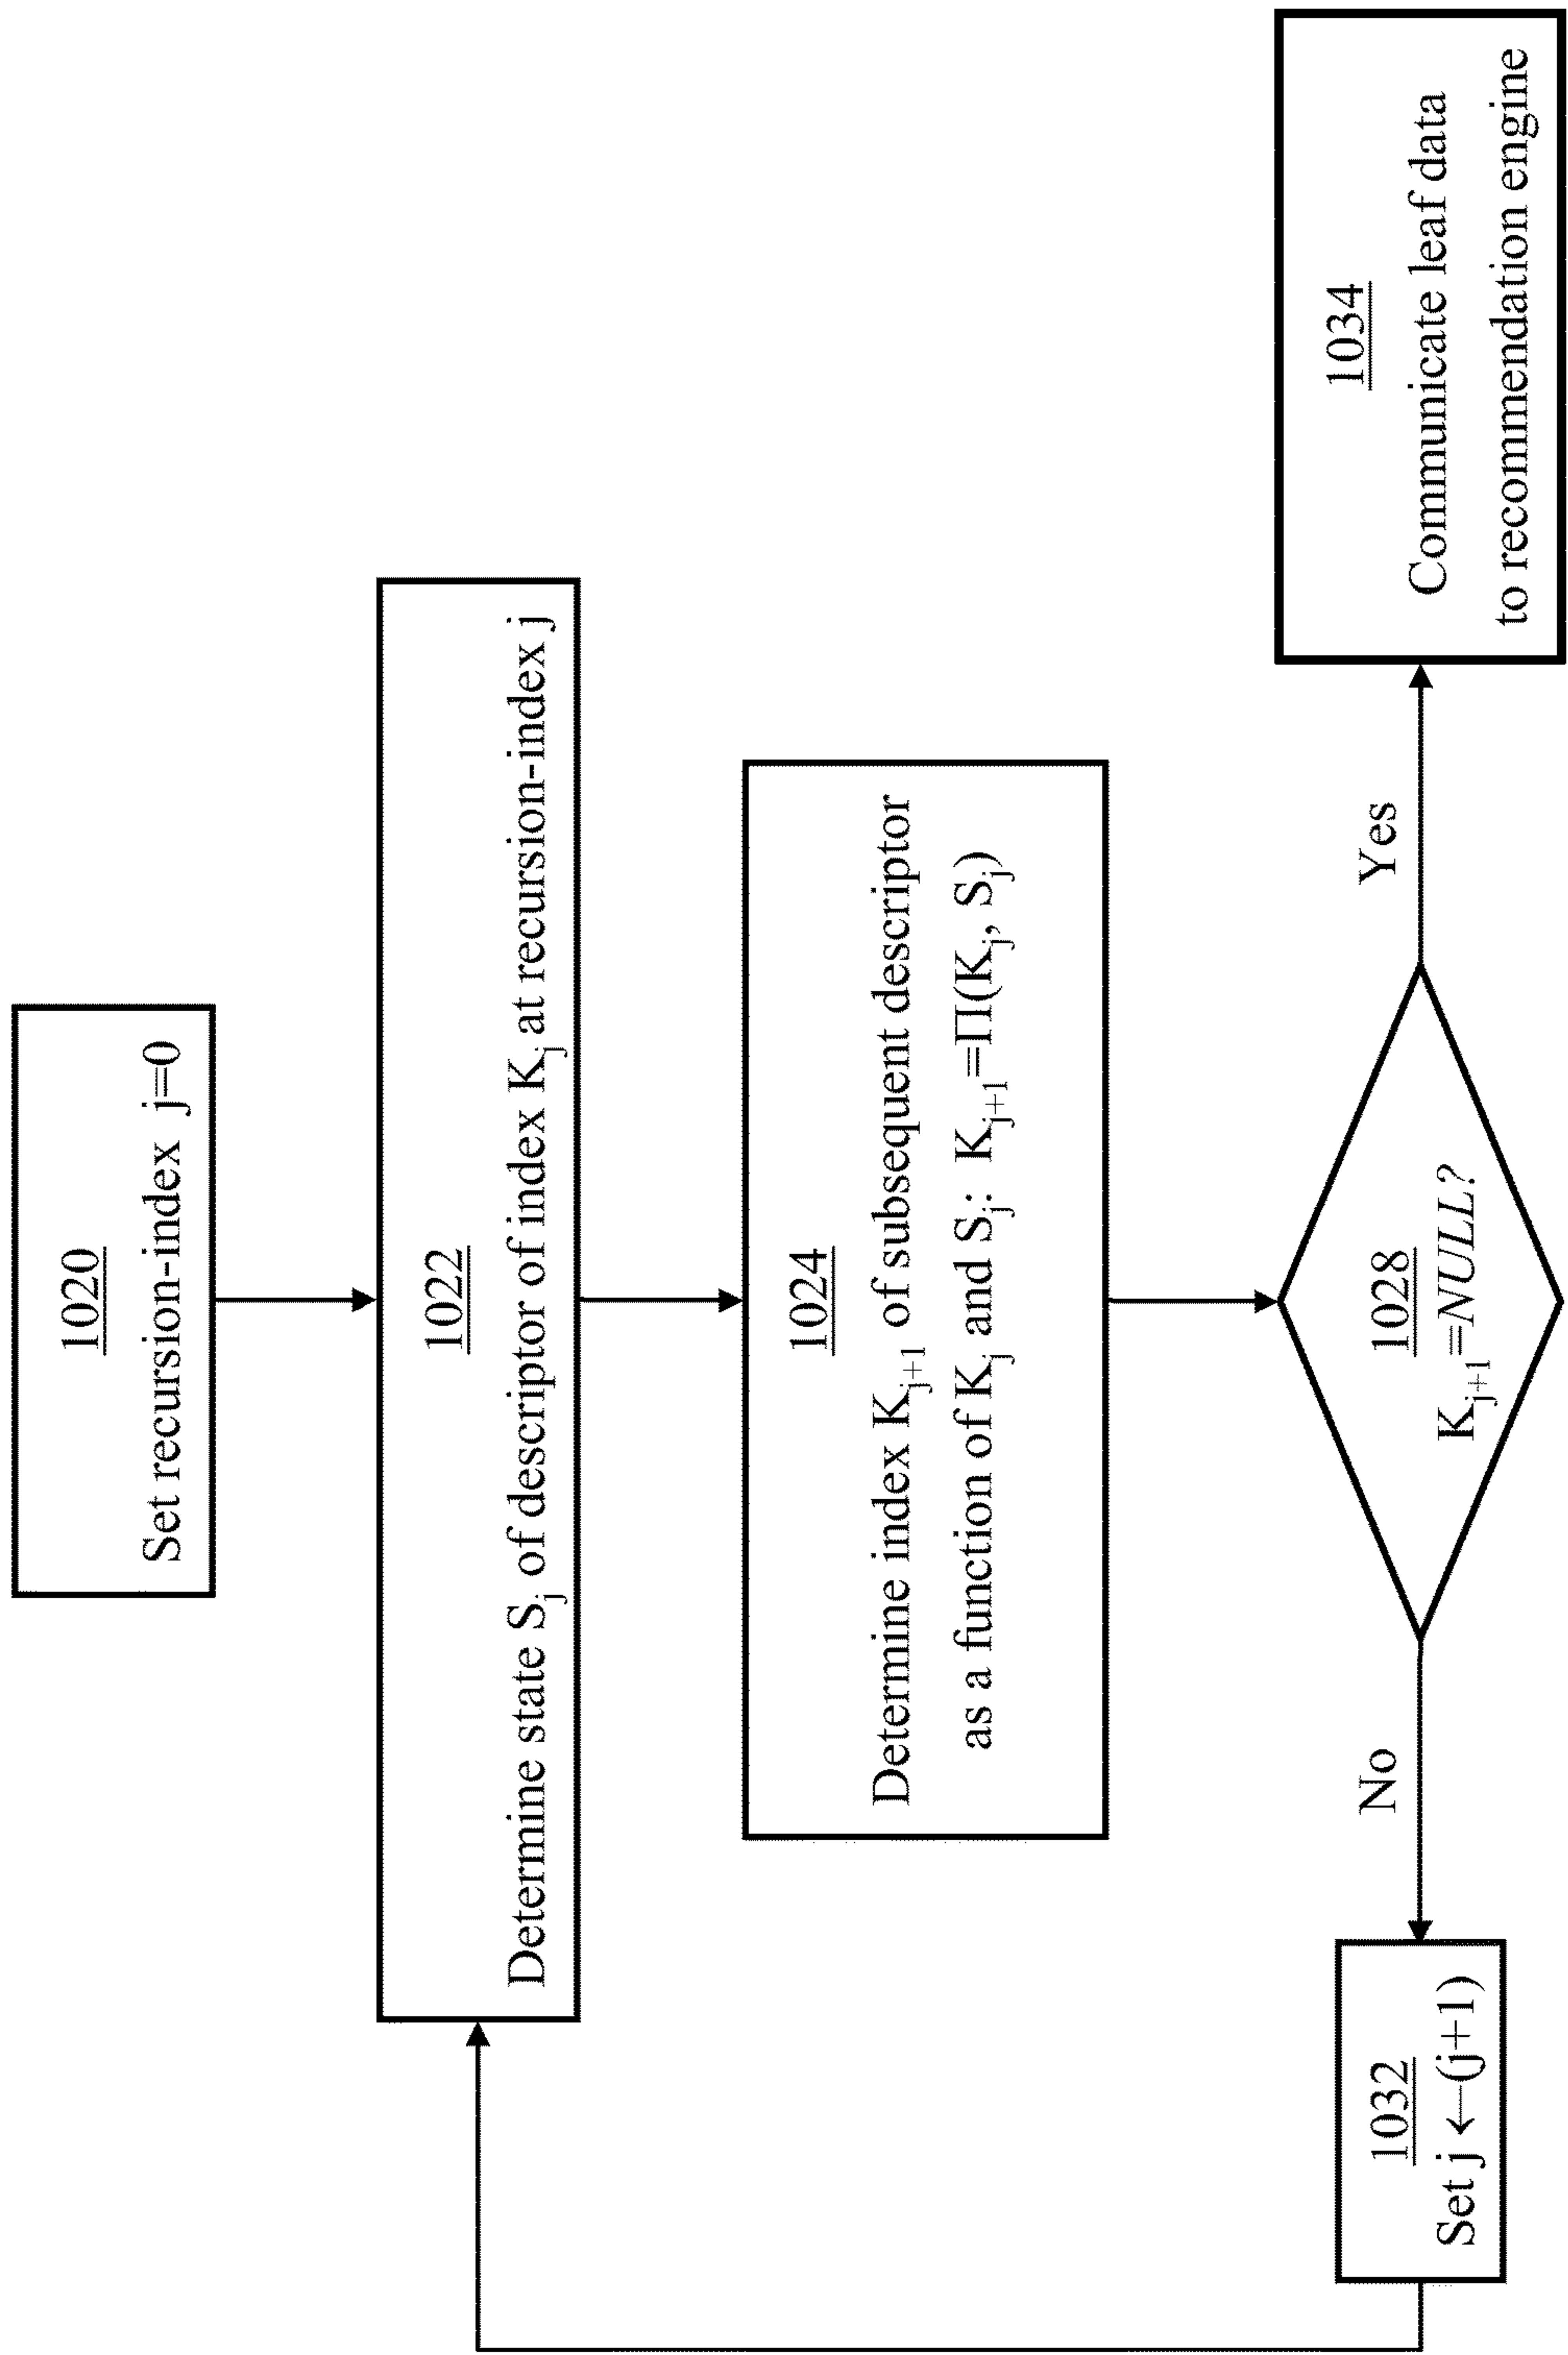 1020
Set recursion-index j=0
1022
Determine state S_j of descriptor of index K_j at recursion-index j
1024
Determine index K_{j+1} of subsequent descriptor
as a function of K_j and S_j: K_{j+1}=Π(K_j, S_j)
1028
K_{j+1}=NULL?
No
Yes
1032
Set j ←(j+1)
1034
Communicate leaf data
to recommendation engine